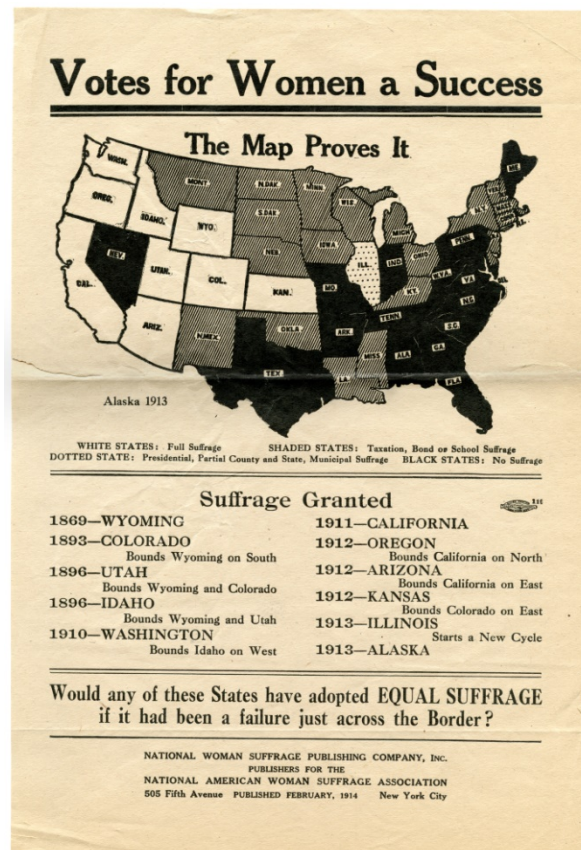 Votes for Women a Success
The Map Proves It
WASH.
OREG.
IDAHO.
MONT.
N.DAK.
MINN.
WIS.
MICH.
N.Y.
ME.
S.DAK.
WYO.
NEV.
UTAH.
COL.
NEB.
IOWA.
ILL.
IND.
OHIO
PENN.
CAL.
KAN.
MO.
KY.
W.VA.
VA.
ARIZ.
N.MEX.
OKLA.
ARK.
TENN.
N.C.
S.C.
TEX.
LA.
MISS.
ALA.
GA.
FLA.
Alaska 1913
WHITE STATES: Full Suffrage SHADED STATES: Taxation, Bond or School Suffrage
DOTTED STATE: Presidential, Partial County and State, Municipal Suffrage BLACK STATES: No Suffrage
Suffrage Granted
1869—WYOMING
1893—COLORADO
Bounds Wyoming on South
1896—UTAH
Bounds Wyoming and Colorado
1896—IDAHO
Bounds Wyoming and Utah
1910—WASHINGTON
Bounds Idaho on West
1911—CALIFORNIA
1912—OREGON
Bounds California on North
1912—ARIZONA
Bounds California on East
1912—KANSAS
Bounds Colorado on East
1913—ILLINOIS
Starts a New Cycle
1913—ALASKA
Would any of these States have adopted EQUAL SUFFRAGE
if it had been a failure just across the Border?
NATIONAL WOMAN SUFFRAGE PUBLISHING COMPANY, INC.
PUBLISHERS FOR THE
NATIONAL AMERICAN WOMAN SUFFRAGE ASSOCIATION
505 Fifth Avenue PUBLISHED FEBRUARY, 1914 New York City